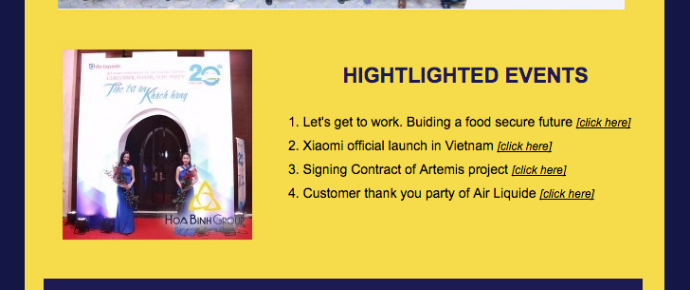 20
Tri ân Khách hàng
HOA BINH GROUP
HIGHTLIGHTED EVENTS
1. Let's get to work. Buiding a food secure future [click here]
2. Xiaomi official launch in Vietnam [click here]
3. Signing Contract of Artemis project [click here]
4. Customer thank you party of Air Liquide [click here]